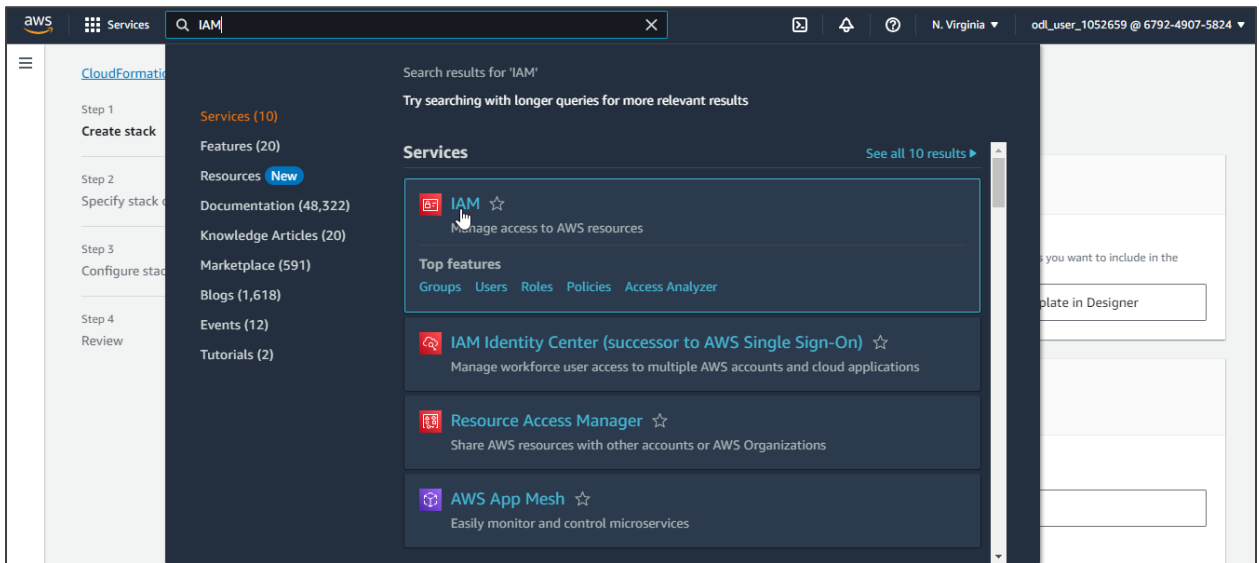 aws Services IAM N. Virginia ▼ odl_user_1052659 @ 6792-4907-5824 ▼
CloudFormatio
Step 1
Create stack
Step 2
Specify stack
Step 3
Configure stac
Step 4
Review
Services (10)
Features (20)
Resources New
Documentation (48,322)
Knowledge Articles (20)
Marketplace (591)
Blogs (1,618)
Events (12)
Tutorials (2)
Search results for 'IAM'
Try searching with longer queries for more relevant results
Services See all 10 results ▶
IAM
Manage access to AWS resources
Top features
Groups Users Roles Policies Access Analyzer
IAM Identity Center (successor to AWS Single Sign-On)
Manage workforce user access to multiple AWS accounts and cloud applications
Resource Access Manager
Share AWS resources with other accounts or AWS Organizations
AWS App Mesh
Easily monitor and control microservices
s you want to include in the
plate in Designer